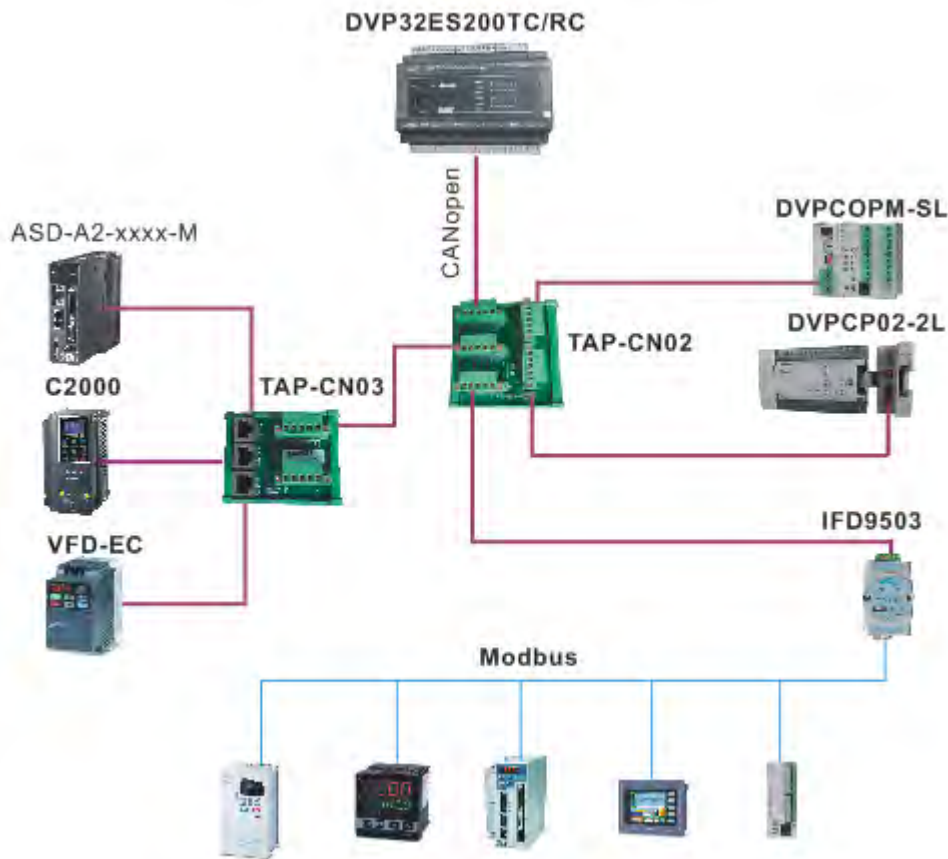 DVP32ES200TC/RC
CANopen
DVPCOPM-SL
ASD-A2-xxxx-M
DVPCP02-2L
TAP-CN02
C2000
TAP-CN03
IFD9503
VFD-EC
Modbus